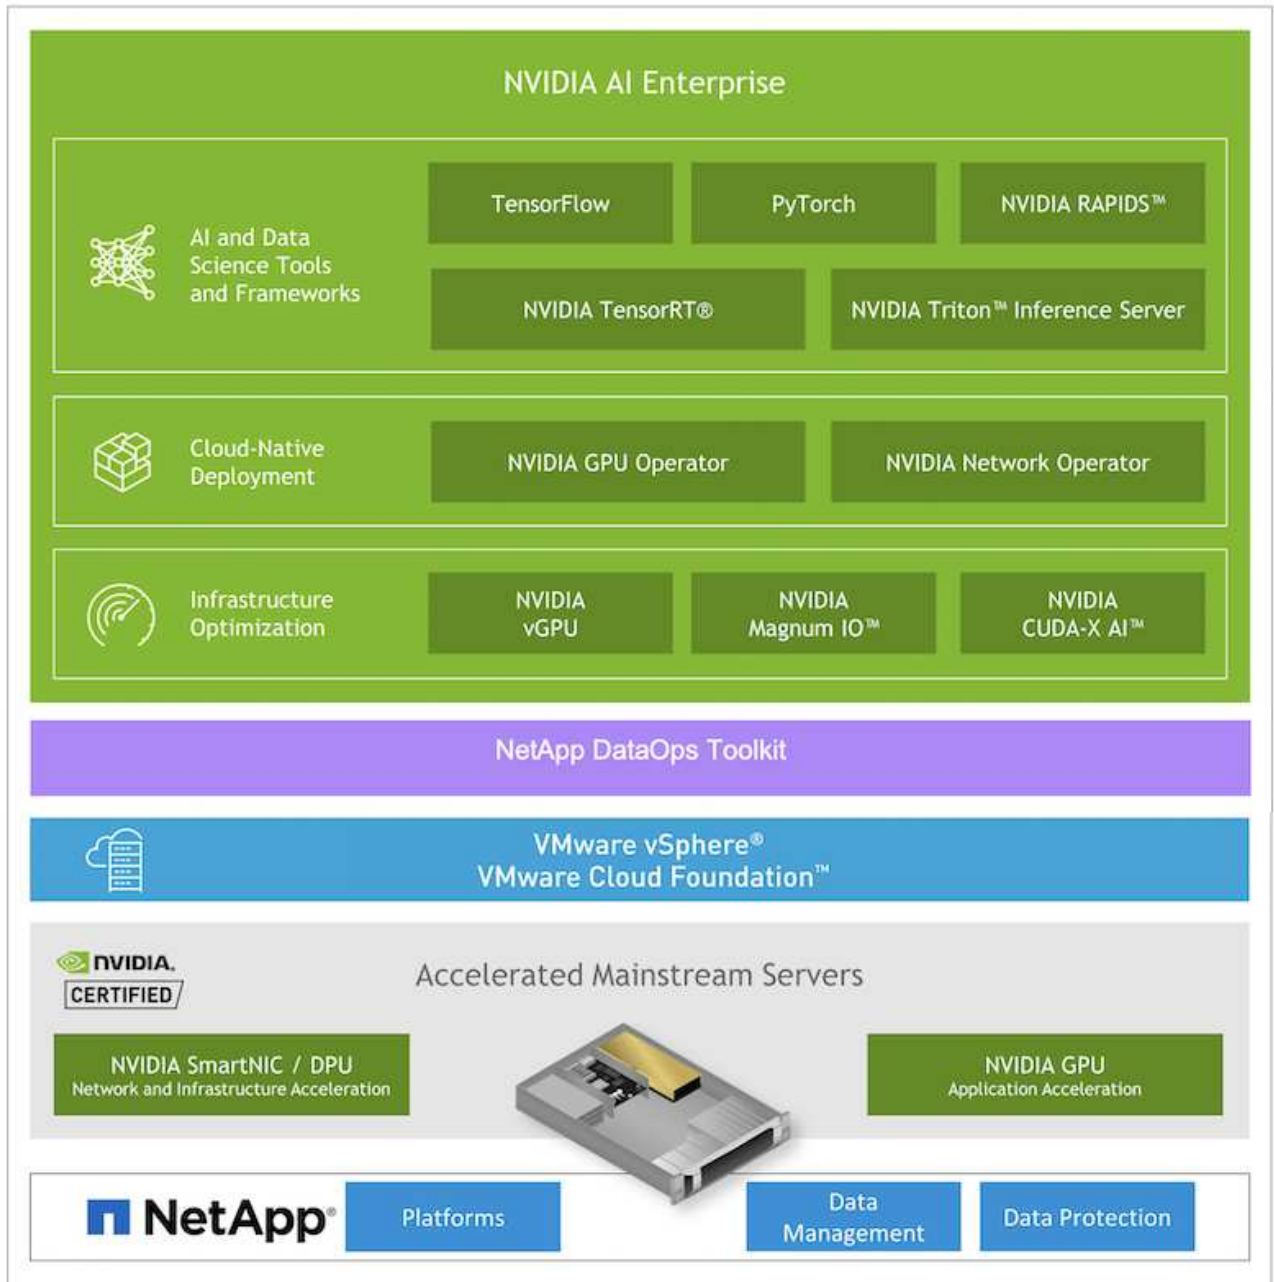 NVIDIA AI Enterprise
AI and Data
Science Tools
and Frameworks
TensorFlow
PyTorch
NVIDIA RAPIDS™
NVIDIA TensorRT®
NVIDIA Triton™ Inference Server
Cloud-Native
Deployment
NVIDIA GPU Operator
NVIDIA Network Operator
Infrastructure
Optimization
NVIDIA
vGPU
NVIDIA
Magnum IO™
NVIDIA
CUDA-X AI™
NetApp DataOps Toolkit
VMware vSphere®
VMware Cloud Foundation™
NVIDIA.
CERTIFIED
Accelerated Mainstream Servers
NVIDIA SmartNIC / DPU
Network and Infrastructure Acceleration
NVIDIA GPU
Application Acceleration
NetApp®
Platforms
Data
Management
Data Protection